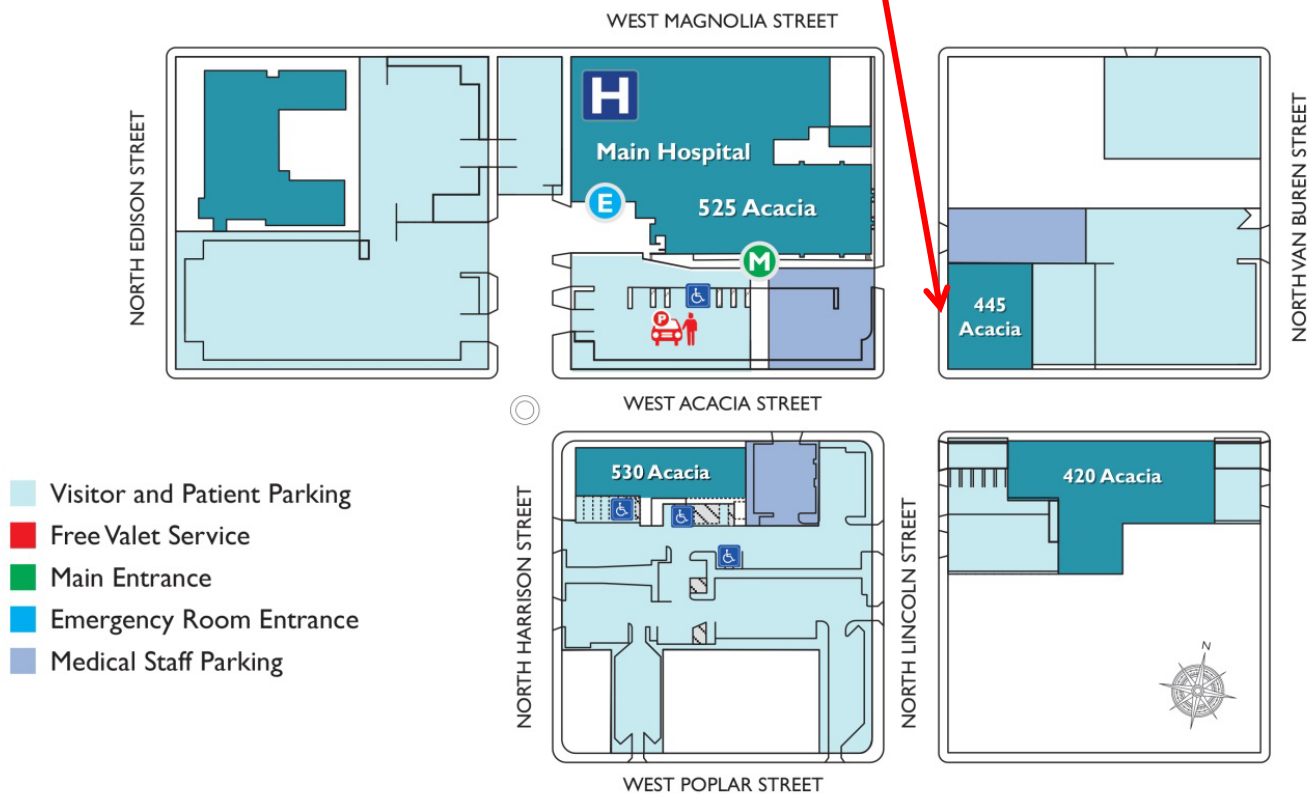 WEST MAGNOLIA STREET
H
Main Hospital
E
525 Acacia
M
P
NORTH EDISON STREET
NORTH VAN BUREN STREET
445
Acacia
WEST ACACIA STREET
530 Acacia
420 Acacia
Visitor and Patient Parking
Free Valet Service
Main Entrance
Emergency Room Entrance
Medical Staff Parking
NORTH HARRISON STREET
NORTH LINCOLN STREET
N
WEST POPLAR STREET